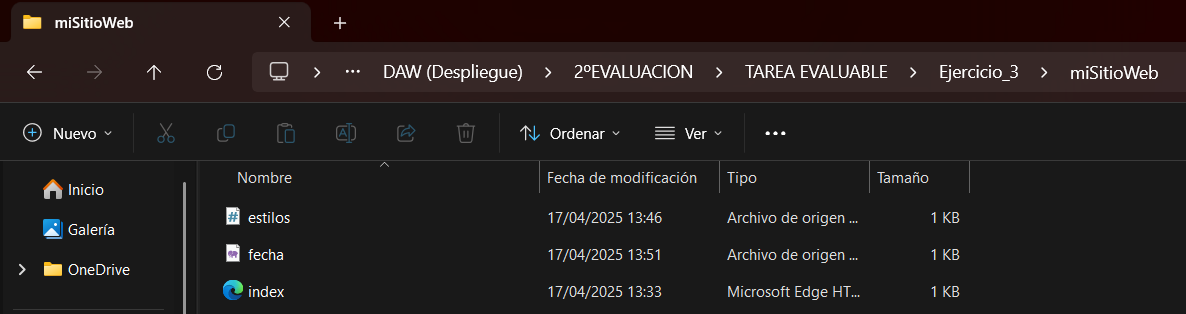 miSitioWeb
DAW (Despliegue) 2ºEVALUACION TAREA EVALUABLE Ejercicio_3 miSitioWeb
Nuevo Ordenar Ver
Nombre Fecha de modificación Tipo Tamaño
Inicio
Galería
OneDrive
estilos 17/04/2025 13:46 Archivo de origen ... 1 KB
fecha 17/04/2025 13:51 Archivo de origen ... 1 KB
index 17/04/2025 13:33 Microsoft Edge HT... 1 KB